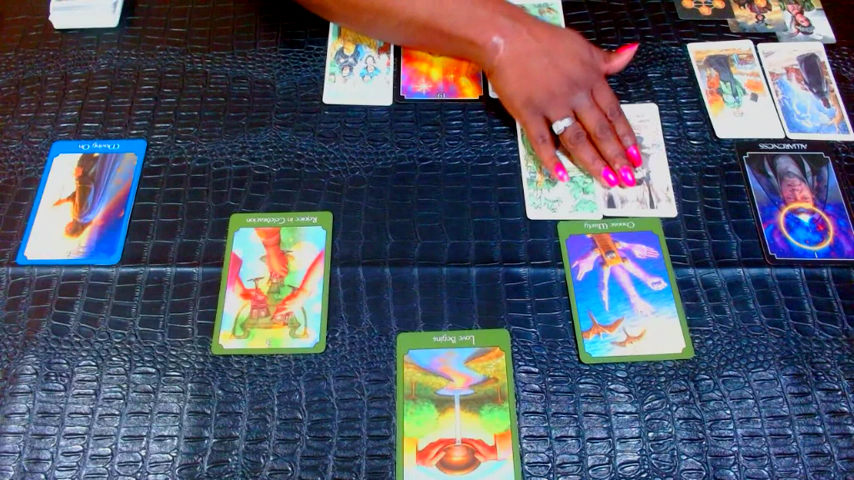 Moving On
Rejoice in Celebration
Love Begins
Choose Wisely
AWARENESS